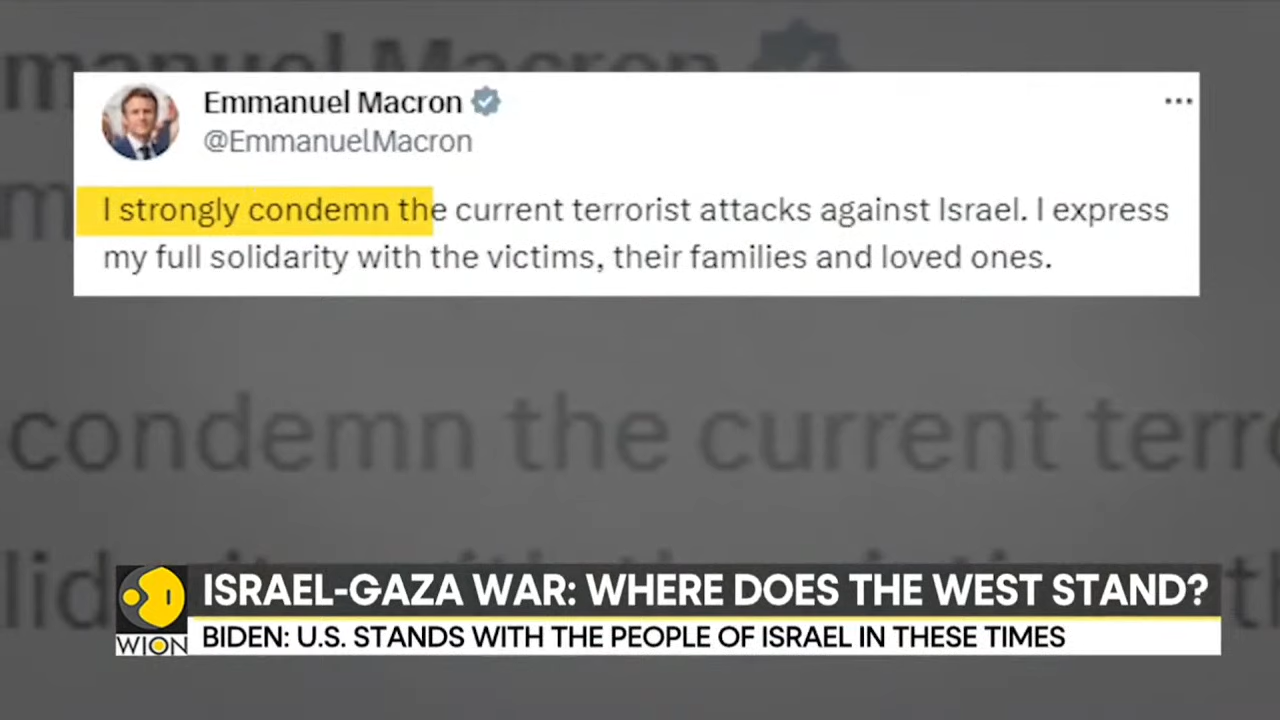 Emmanuel Macron
@EmmanuelMacron
I strongly condemn the current terrorist attacks against Israel. I express
my full solidarity with the victims, their families and loved ones.
condemn the current terro
ISRAEL-GAZA WAR: WHERE DOES THE WEST STAND?
BIDEN: U.S. STANDS WITH THE PEOPLE OF ISRAEL IN THESE TIMES
WION